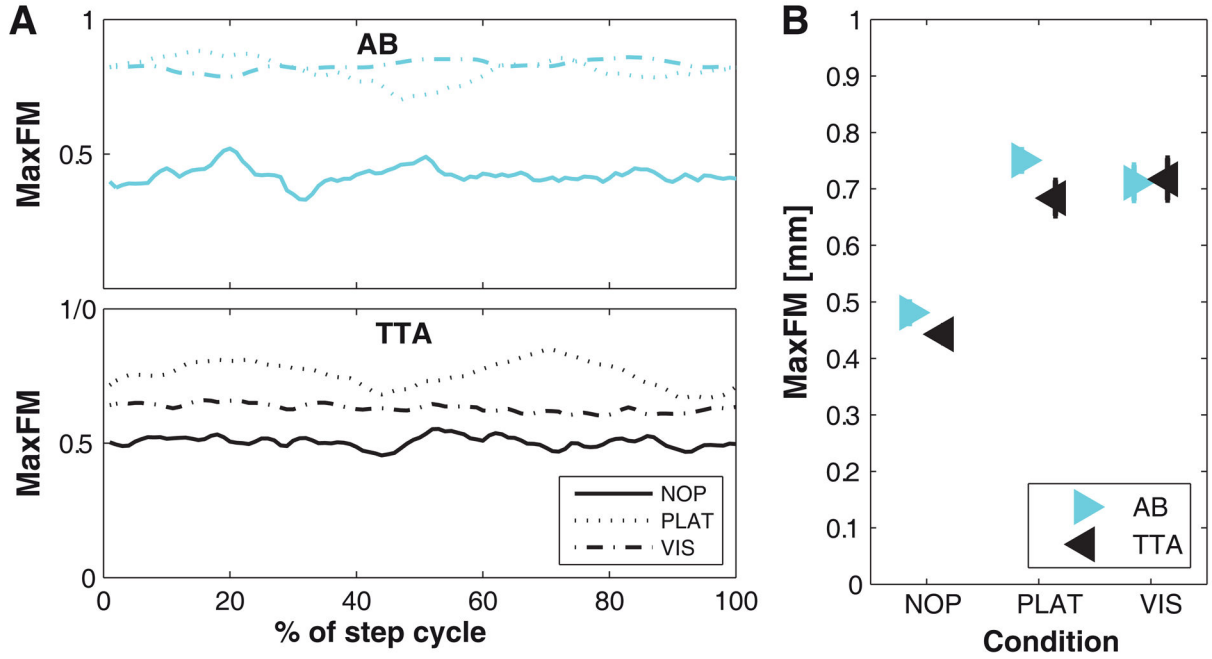 A
1
AB
MaxFM
0.5
1/0
TTA
MaxFM
0.5
NOP
PLAT
VIS
0
0 20 40 60 80 100
% of step cycle
B
1
0.9
0.8
0.7
0.6
0.5
0.4
0.3
0.2
0.1
0
MaxFM [mm]
AB
TTA
NOP PLAT VIS
Condition